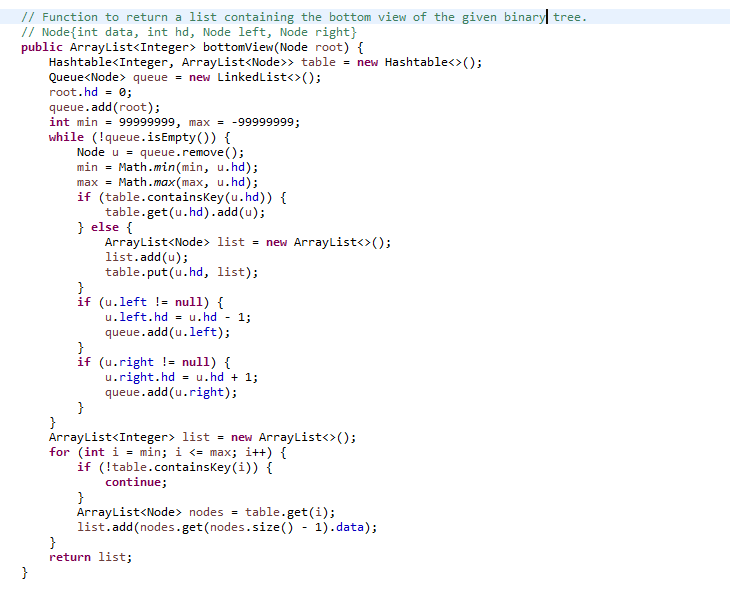 // Function to return a list containing the bottom view of the given binary tree.
// Node{int data, int hd, Node left, Node right}
public ArrayList<Integer> bottomView(Node root) {
    Hashtable<Integer, ArrayList<Node>> table = new Hashtable<>();
    Queue<Node> queue = new LinkedList<>();
    root.hd = 0;
    queue.add(root);
    int min = 99999999, max = -99999999;
    while (!queue.isEmpty()) {
        Node u = queue.remove();
        min = Math.min(min, u.hd);
        max = Math.max(max, u.hd);
        if (table.containsKey(u.hd)) {
            table.get(u.hd).add(u);
        } else {
            ArrayList<Node> list = new ArrayList<>();
            list.add(u);
            table.put(u.hd, list);
        }
        if (u.left != null) {
            u.left.hd = u.hd - 1;
            queue.add(u.left);
        }
        if (u.right != null) {
            u.right.hd = u.hd + 1;
            queue.add(u.right);
        }
    }
    ArrayList<Integer> list = new ArrayList<>();
    for (int i = min; i <= max; i++) {
        if (!table.containsKey(i)) {
            continue;
        }
        ArrayList<Node> nodes = table.get(i);
        list.add(nodes.get(nodes.size() - 1).data);
    }
    return list;
}